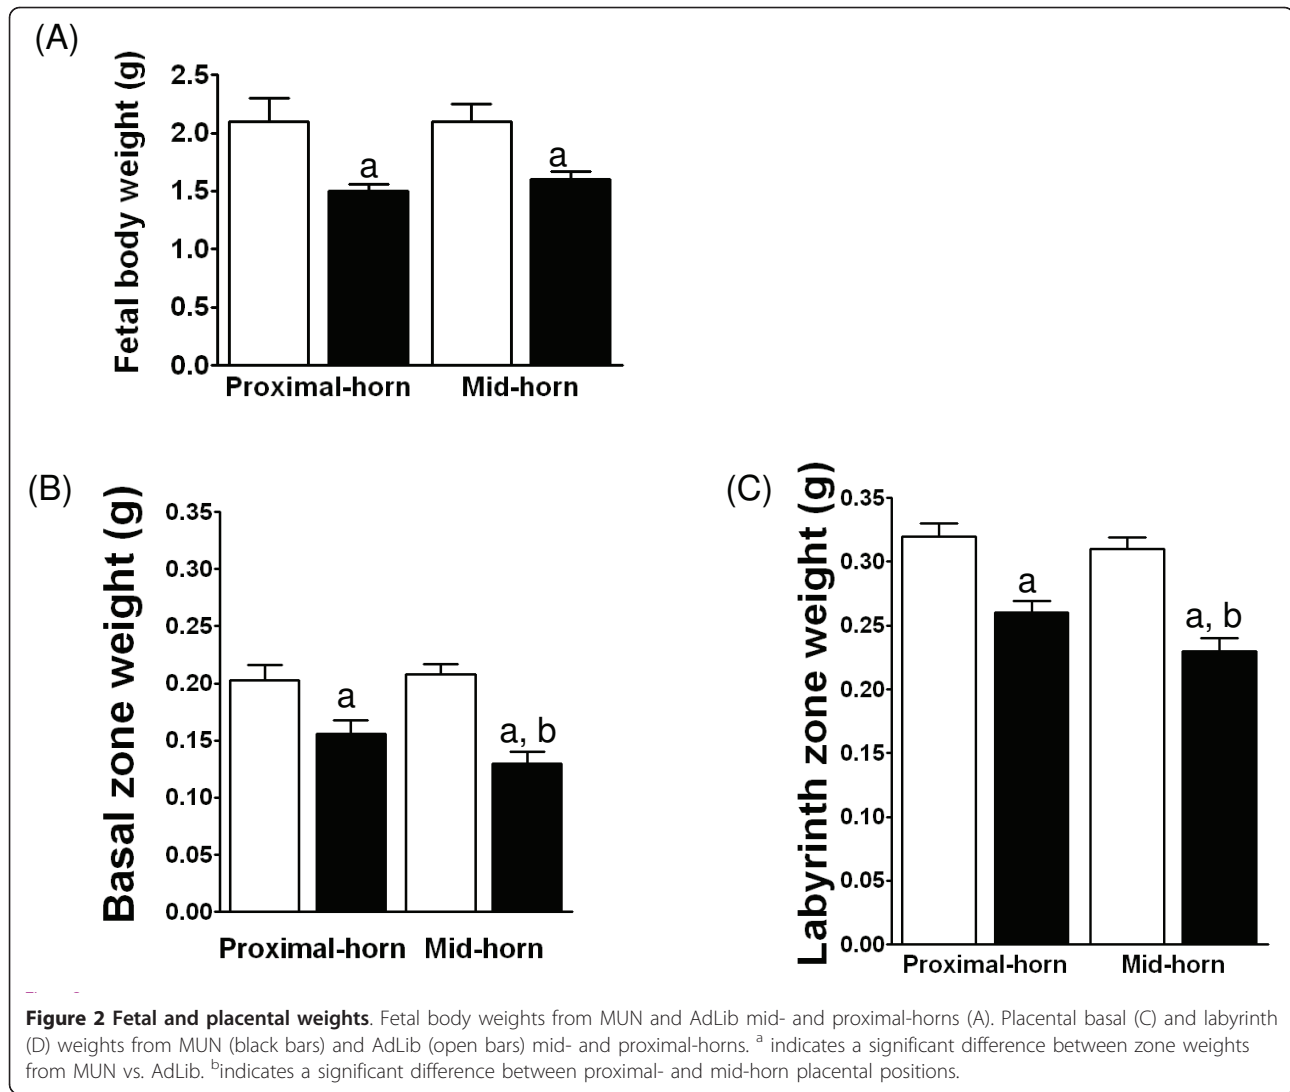 (A)
Fetal body weight (g)
2.5
2.0
1.5
1.0
0.5
0.0
a
a
Proximal-horn Mid-horn
(B)
Basal zone weight (g)
0.35
0.30
0.25
0.20
0.15
0.10
0.05
0.00
a
a, b
Proximal-horn Mid-horn
(C)
Labyrinth zone weight (g)
0.35
0.30
0.25
0.20
0.15
0.10
0.05
0.00
a
a, b
Proximal-horn Mid-horn
Figure 2 Fetal and placental weights. Fetal body weights from MUN and AdLib mid- and proximal-horns (A). Placental basal (C) and labyrinth
(D) weights from MUN (black bars) and AdLib (open bars) mid- and proximal-horns. a indicates a significant difference between zone weights
from MUN vs. AdLib. bindicates a significant difference between proximal- and mid-horn placental positions.